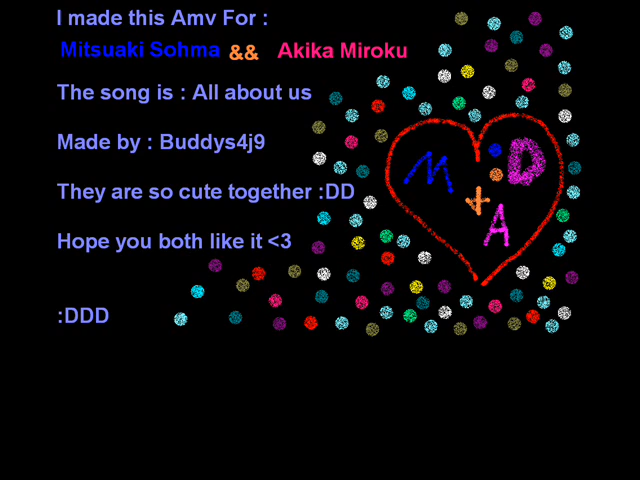 I made this Amv For :
Mitsuaki Sohma && Akika Miroku
The song is : All about us
Made by : Buddys4j9
They are so cute together :DD
Hope you both like it <3
:DDD
M :D
+
A